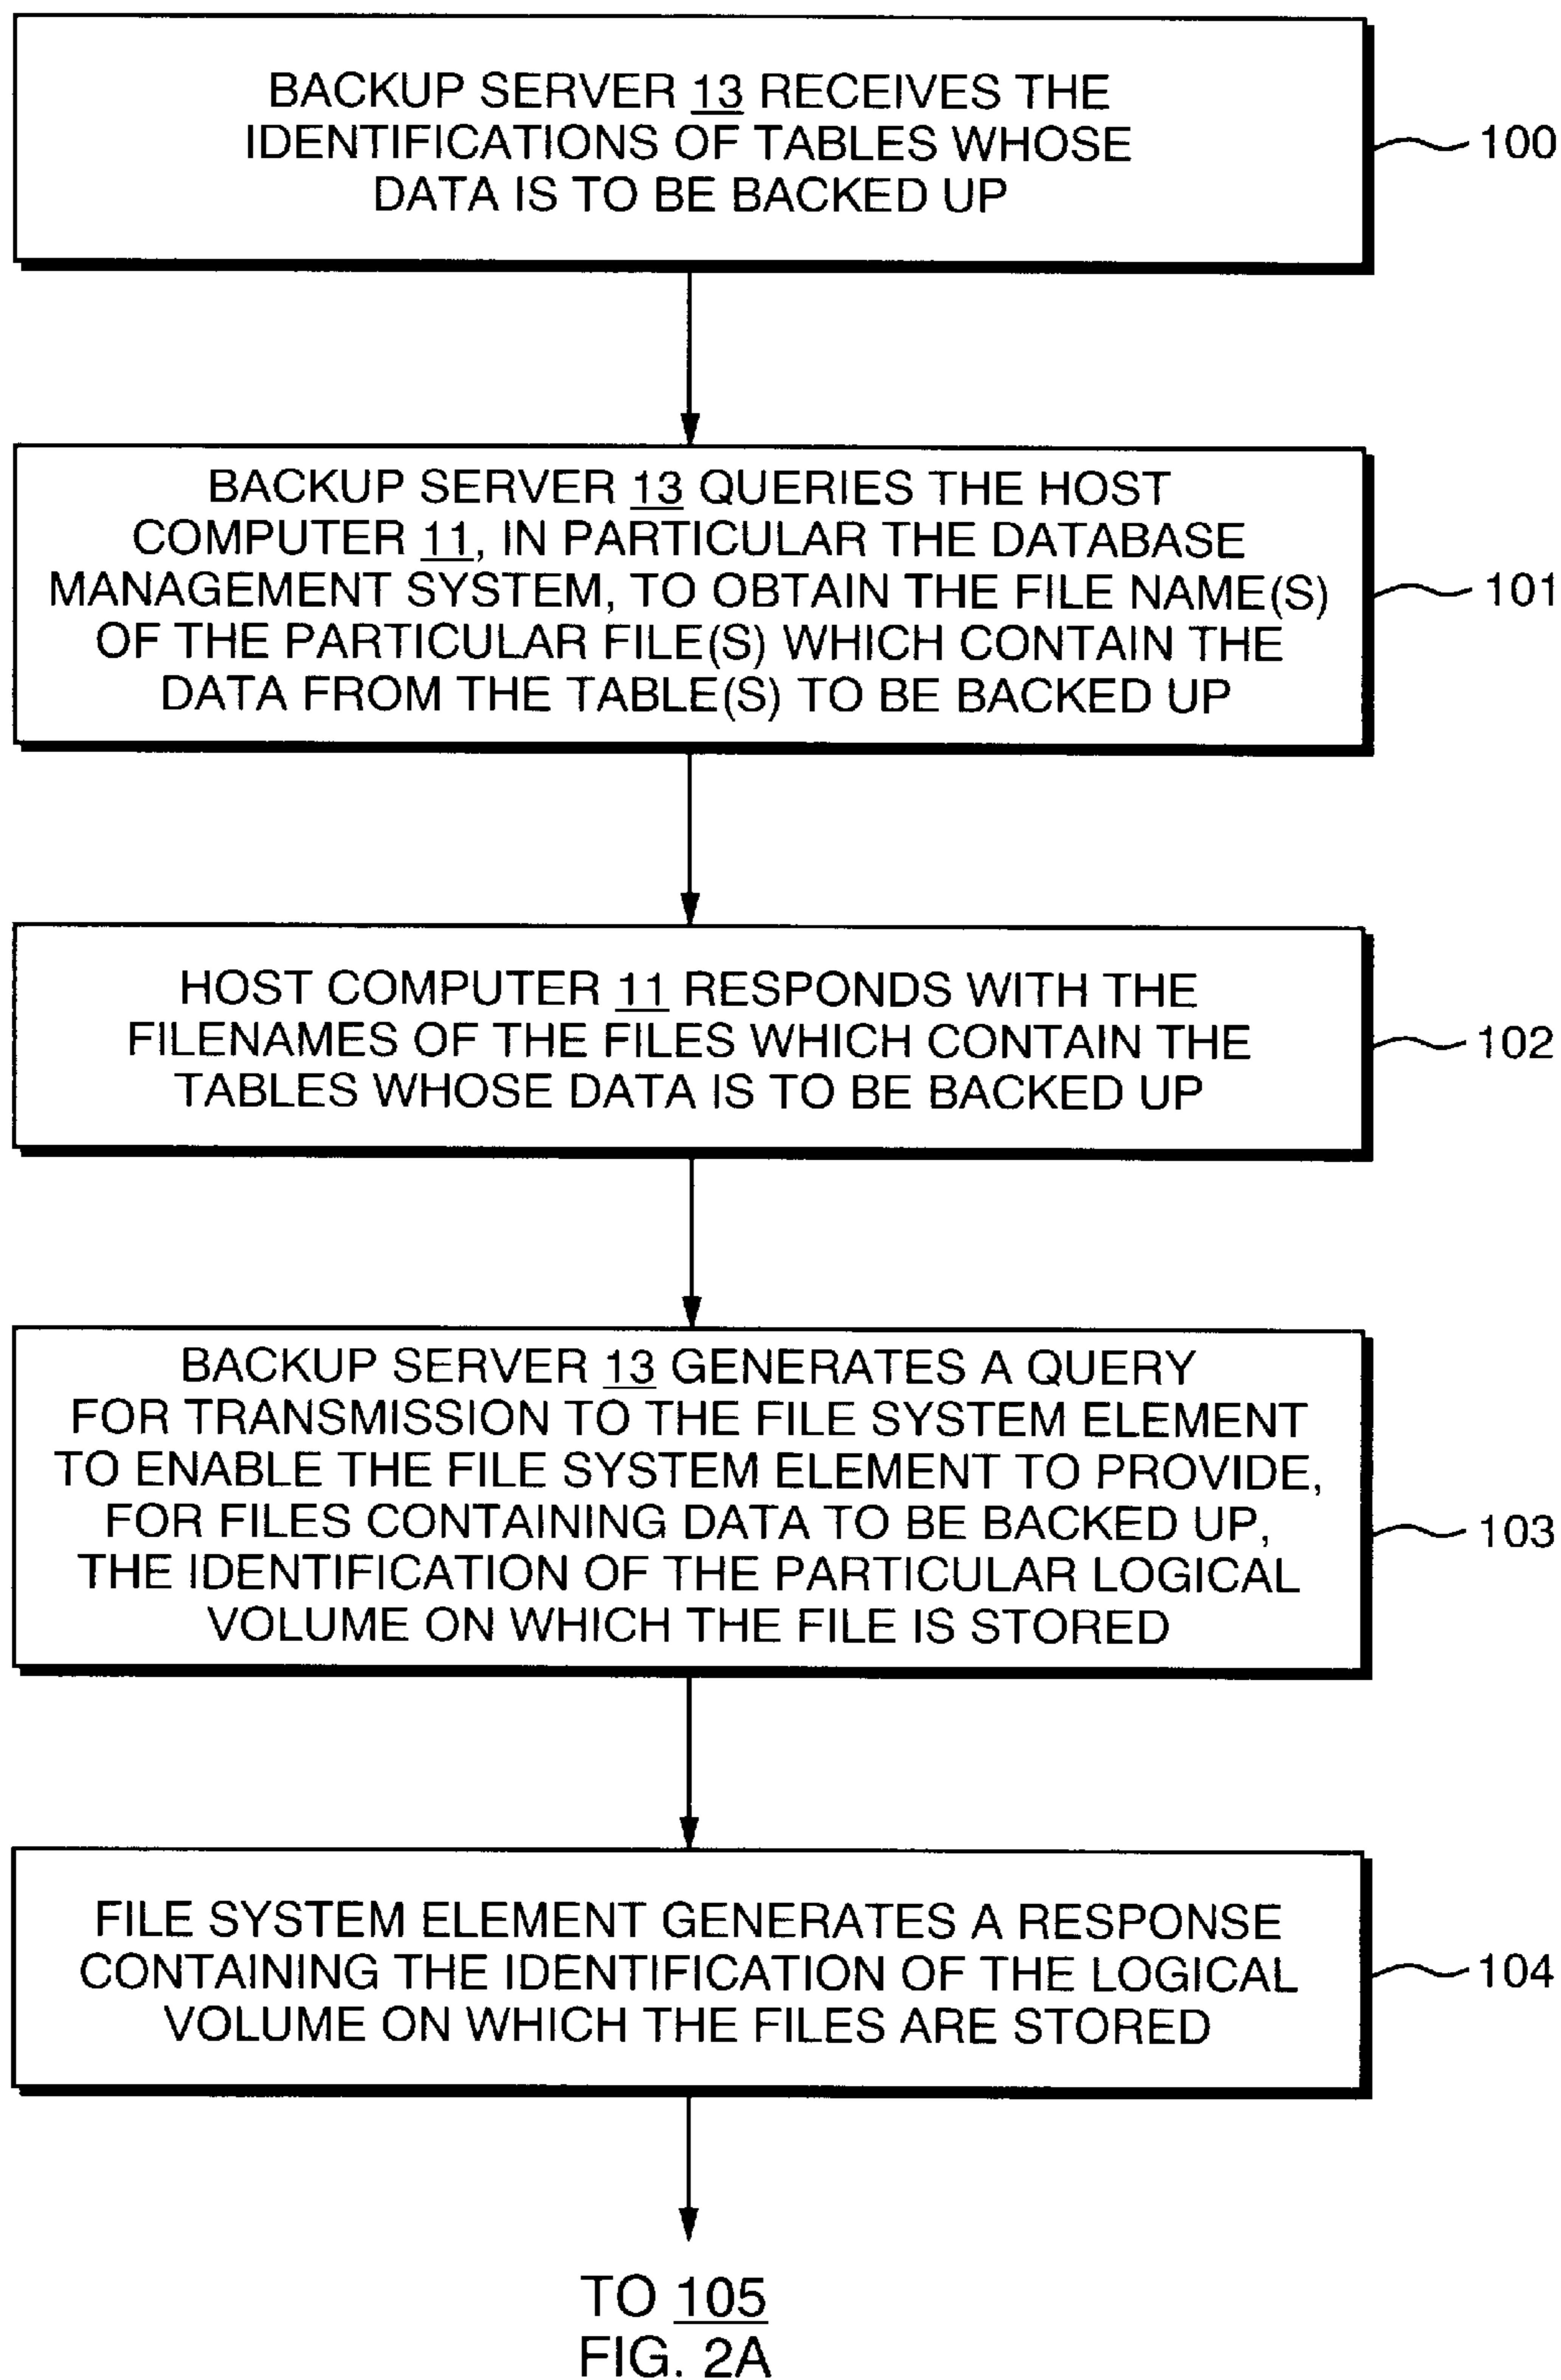 BACKUP SERVER 13 RECEIVES THE
IDENTIFICATIONS OF TABLES WHOSE
DATA IS TO BE BACKED UP
100
BACKUP SERVER 13 QUERIES THE HOST
COMPUTER 11, IN PARTICULAR THE DATABASE
MANAGEMENT SYSTEM, TO OBTAIN THE FILE NAME(S)
OF THE PARTICULAR FILE(S) WHICH CONTAIN THE
DATA FROM THE TABLE(S) TO BE BACKED UP
101
HOST COMPUTER 11 RESPONDS WITH THE
FILENAMES OF THE FILES WHICH CONTAIN THE
TABLES WHOSE DATA IS TO BE BACKED UP
102
BACKUP SERVER 13 GENERATES A QUERY
FOR TRANSMISSION TO THE FILE SYSTEM ELEMENT
TO ENABLE THE FILE SYSTEM ELEMENT TO PROVIDE,
FOR FILES CONTAINING DATA TO BE BACKED UP,
THE IDENTIFICATION OF THE PARTICULAR LOGICAL
VOLUME ON WHICH THE FILE IS STORED
103
FILE SYSTEM ELEMENT GENERATES A RESPONSE
CONTAINING THE IDENTIFICATION OF THE LOGICAL
VOLUME ON WHICH THE FILES ARE STORED
104
TO 105
FIG. 2A